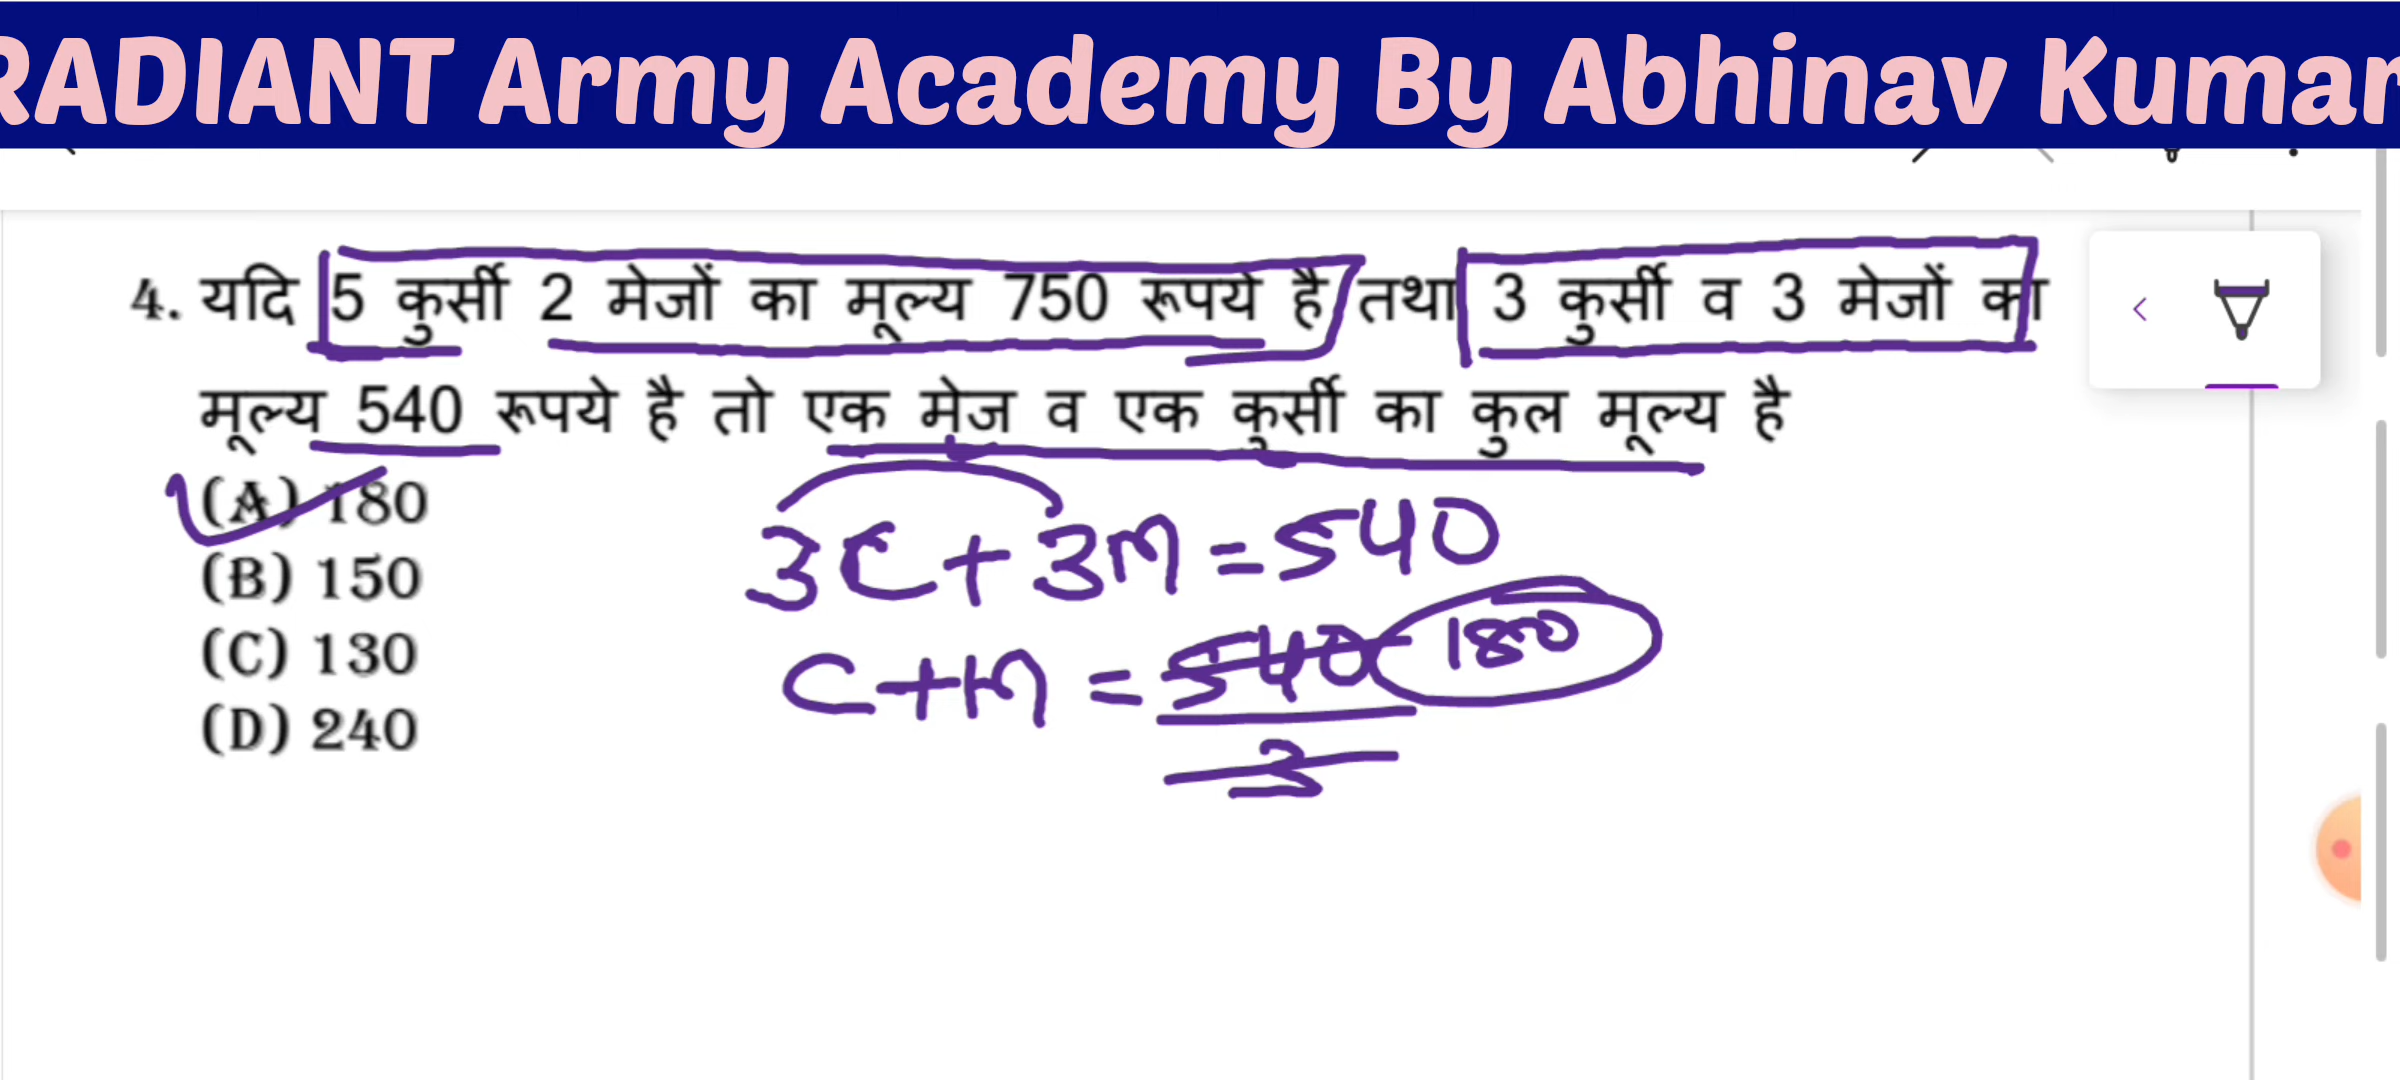 RADIANT Army Academy By Abhinav Kumar
4. यदि 5 कुर्सी 2 मेजों का मूल्य 750 रूपये है तथा 3 कुर्सी व 3 मेजों का
मूल्य 540 रूपये है तो एक मेज व एक कुर्सी का कुल मूल्य है
(A) 180
(B) 150
(C) 130
(D) 240
3C+3M=540
C+M = 540 180
3